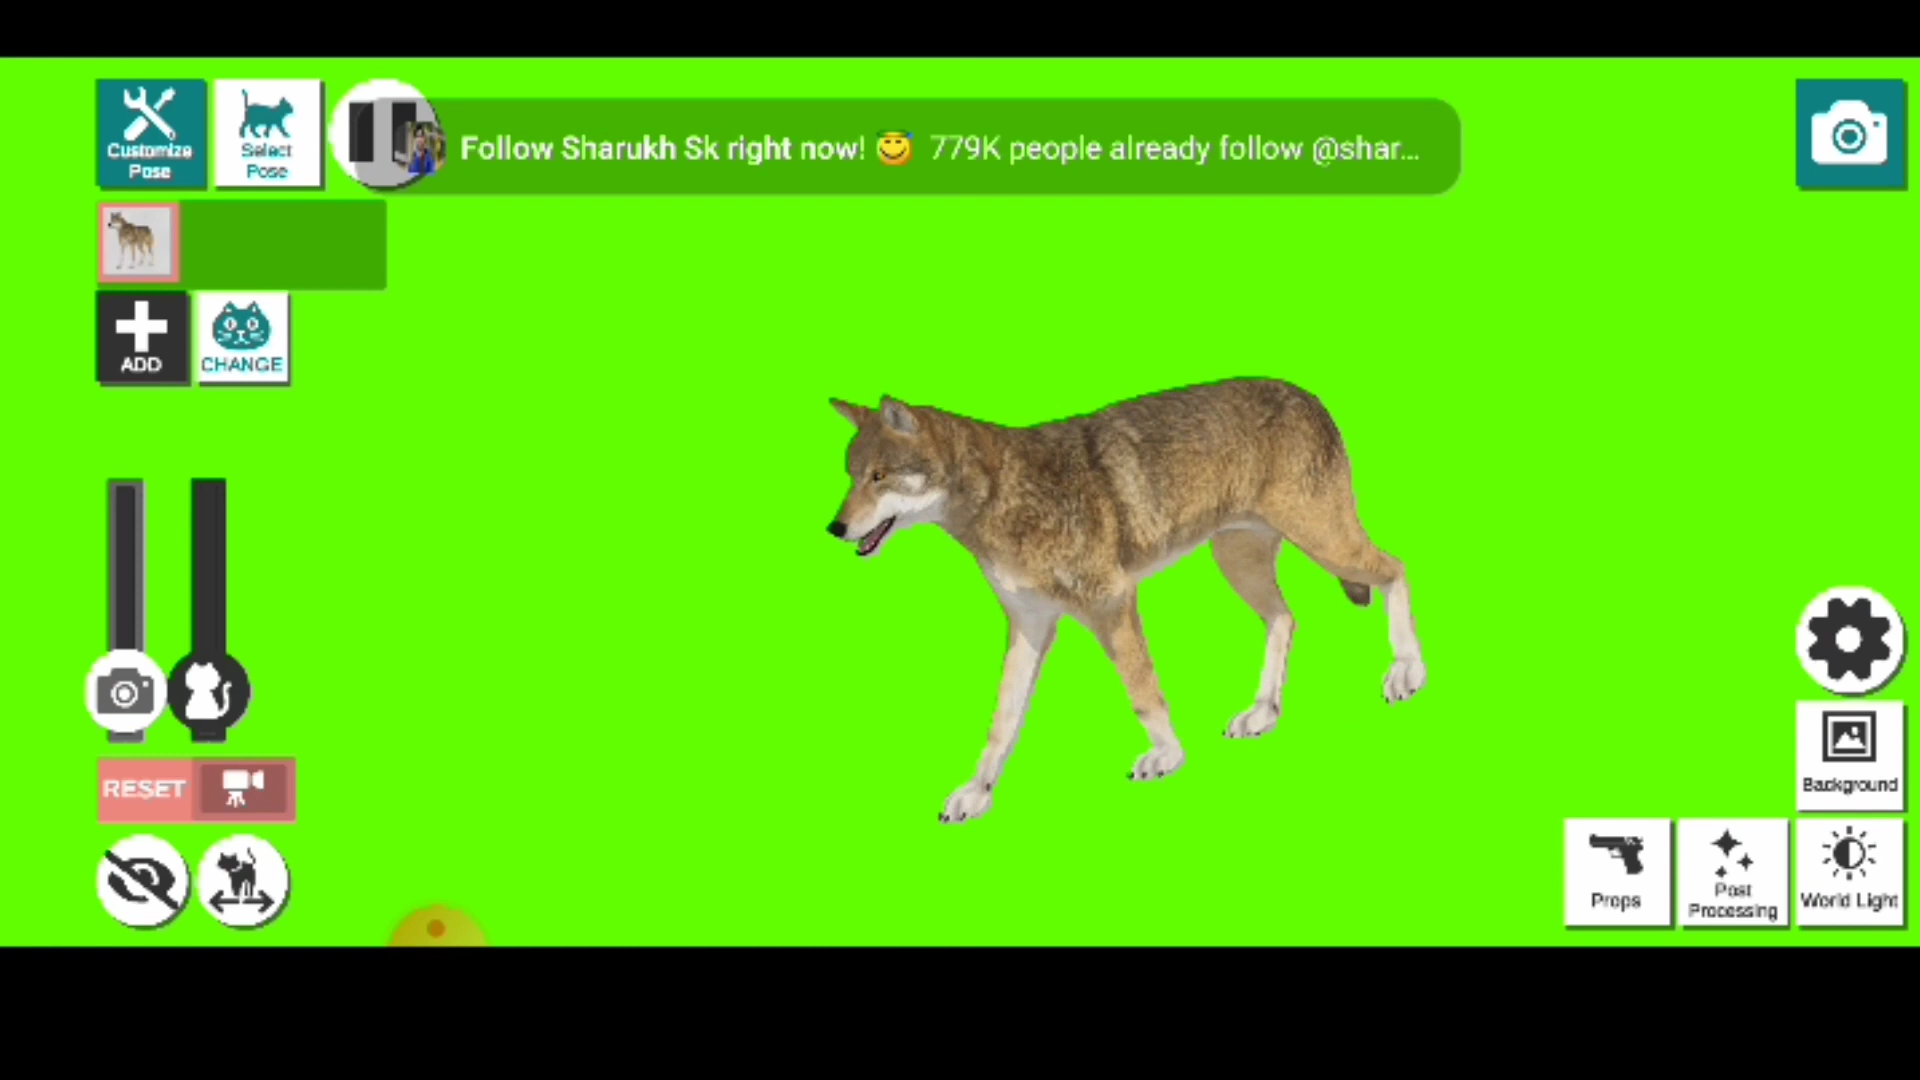 Customize
Pose
Select
Pose
Follow Sharukh Sk right now! 😇 779K people already follow @shar...
ADD
CHANGE
RESET
Background
Props
Post
Processing
World Light